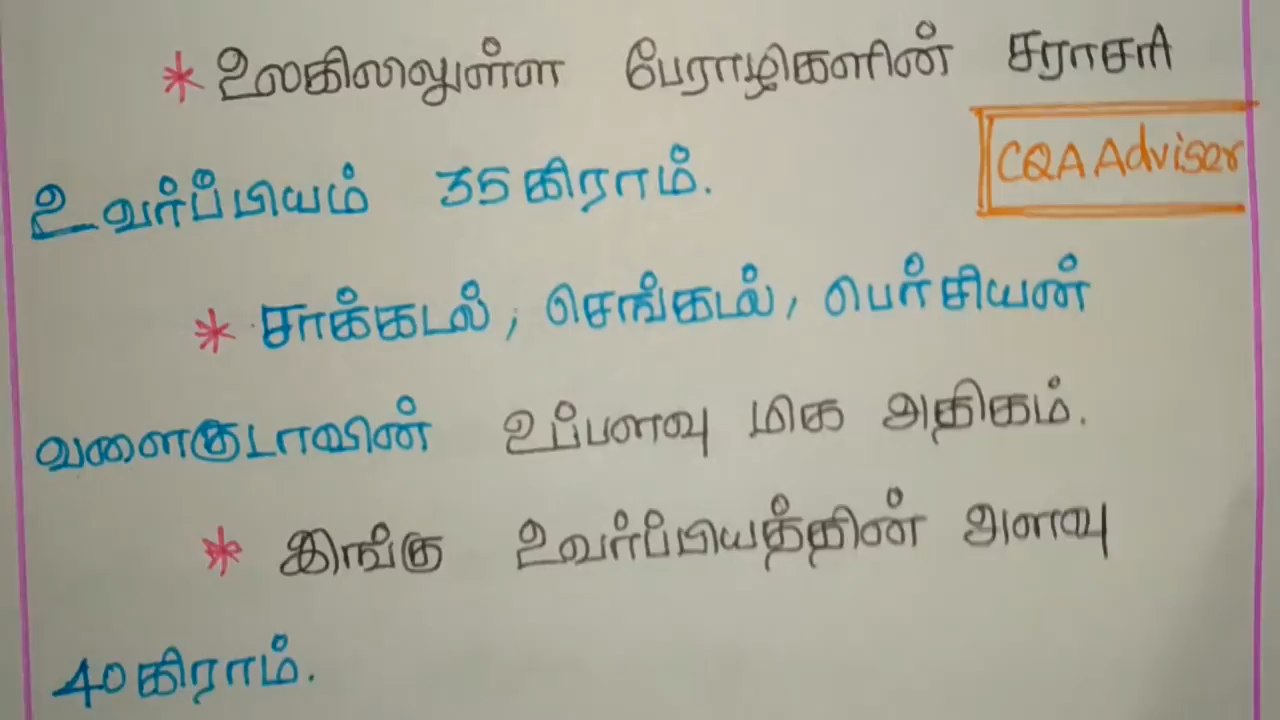 * உலகிலுள்ள பேராழிகளின் சராசரி
CQA Adviser
உவர்ப்பியம் 35 கிராம்.
* சாக்கடல், செங்கடல், பெர்சியன்
வளைகுடாவின் உப்பளவு மிக அதிகம்.
* இங்கு உவர்ப்பியத்தின் அளவு
40 கிராம்.